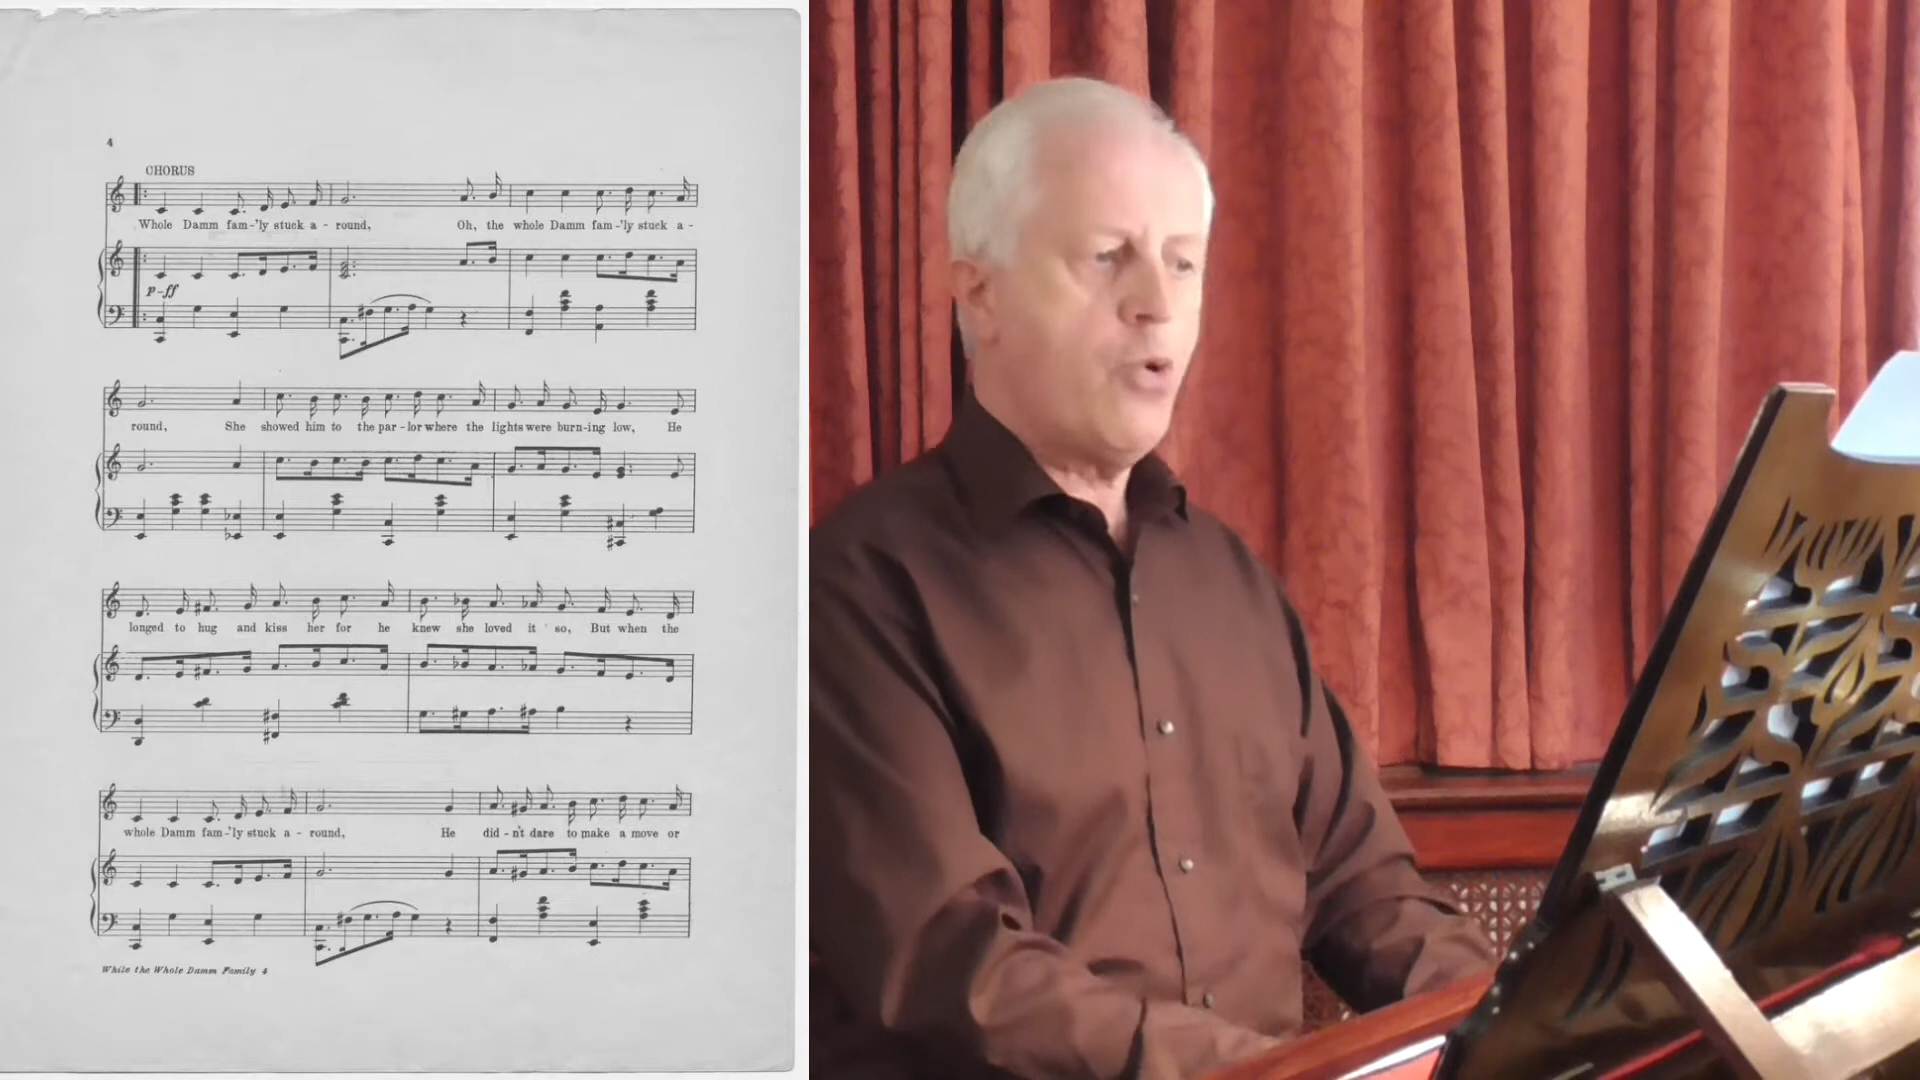 4
CHORUS
Whole Damm fam-'ly stuck a - round, Oh, the whole Damm fam-'ly stuck a -
p-ff
round, She showed him to the par-lor where the lights were burn-ing low, He
longed to hug and kiss her for he knew she loved it so, But when the
whole Damm fam-'ly stuck a - round, He did-n't dare to make a move or
While the Whole Damm Family 4